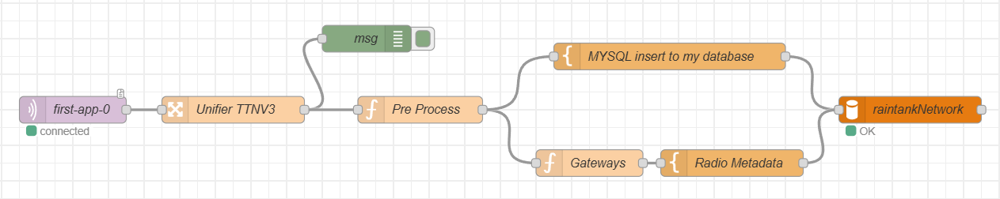 msg
MYSQL insert to my database
first-app-0
Unifier TTNV3
Pre Process
raintankNetwork
connected
OK
Gateways
Radio Metadata